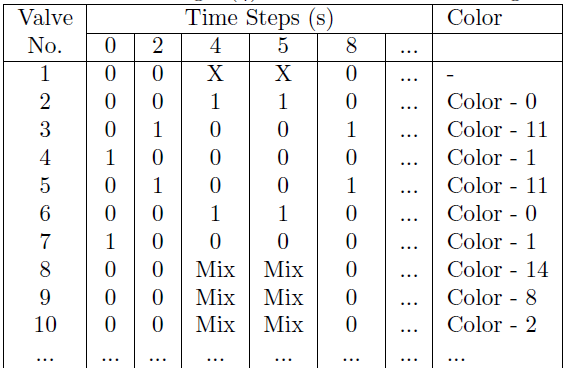 Valve Time Steps (s) Color
No. 0 2 4 5 8 ...
1 0 0 X X 0 ... -
2 0 0 1 1 0 ... Color - 0
3 0 1 0 0 1 ... Color - 11
4 1 0 0 0 0 ... Color - 1
5 0 1 0 0 1 ... Color - 11
6 0 0 1 1 0 ... Color - 0
7 1 0 0 0 0 ... Color - 1
8 0 0 Mix Mix 0 ... Color - 14
9 0 0 Mix Mix 0 ... Color - 8
10 0 0 Mix Mix 0 ... Color - 2
... ... ... ... ... ... ... ...